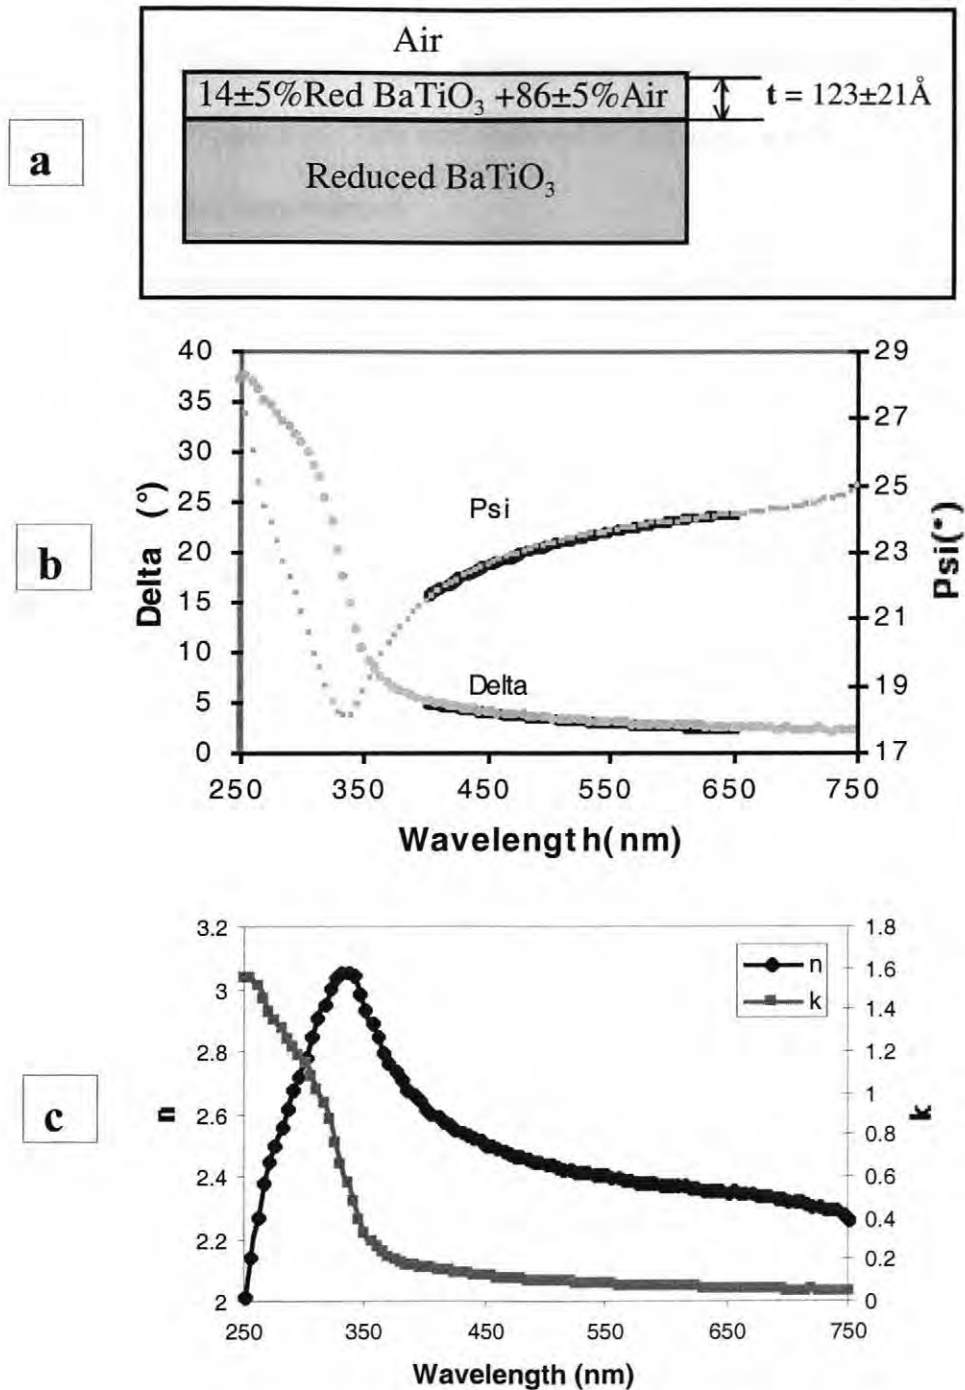 Air
14±5%Red BaTiO3 +86±5%Air
t = 123±21Å
Reduced BaTiO3
a
40
35
30
25
20
15
10
5
0
Delta (°)
29
27
25
23
21
19
17
Psi(°)
Psi
Delta
250 350 450 550 650 750
Wavelength(nm)
b
3.2
3
2.8
2.6
2.4
2.2
2
n
1.8
1.6
1.4
1.2
1
0.8
0.6
0.4
0.2
0
k
n
k
250 350 450 550 650 750
Wavelength (nm)
c